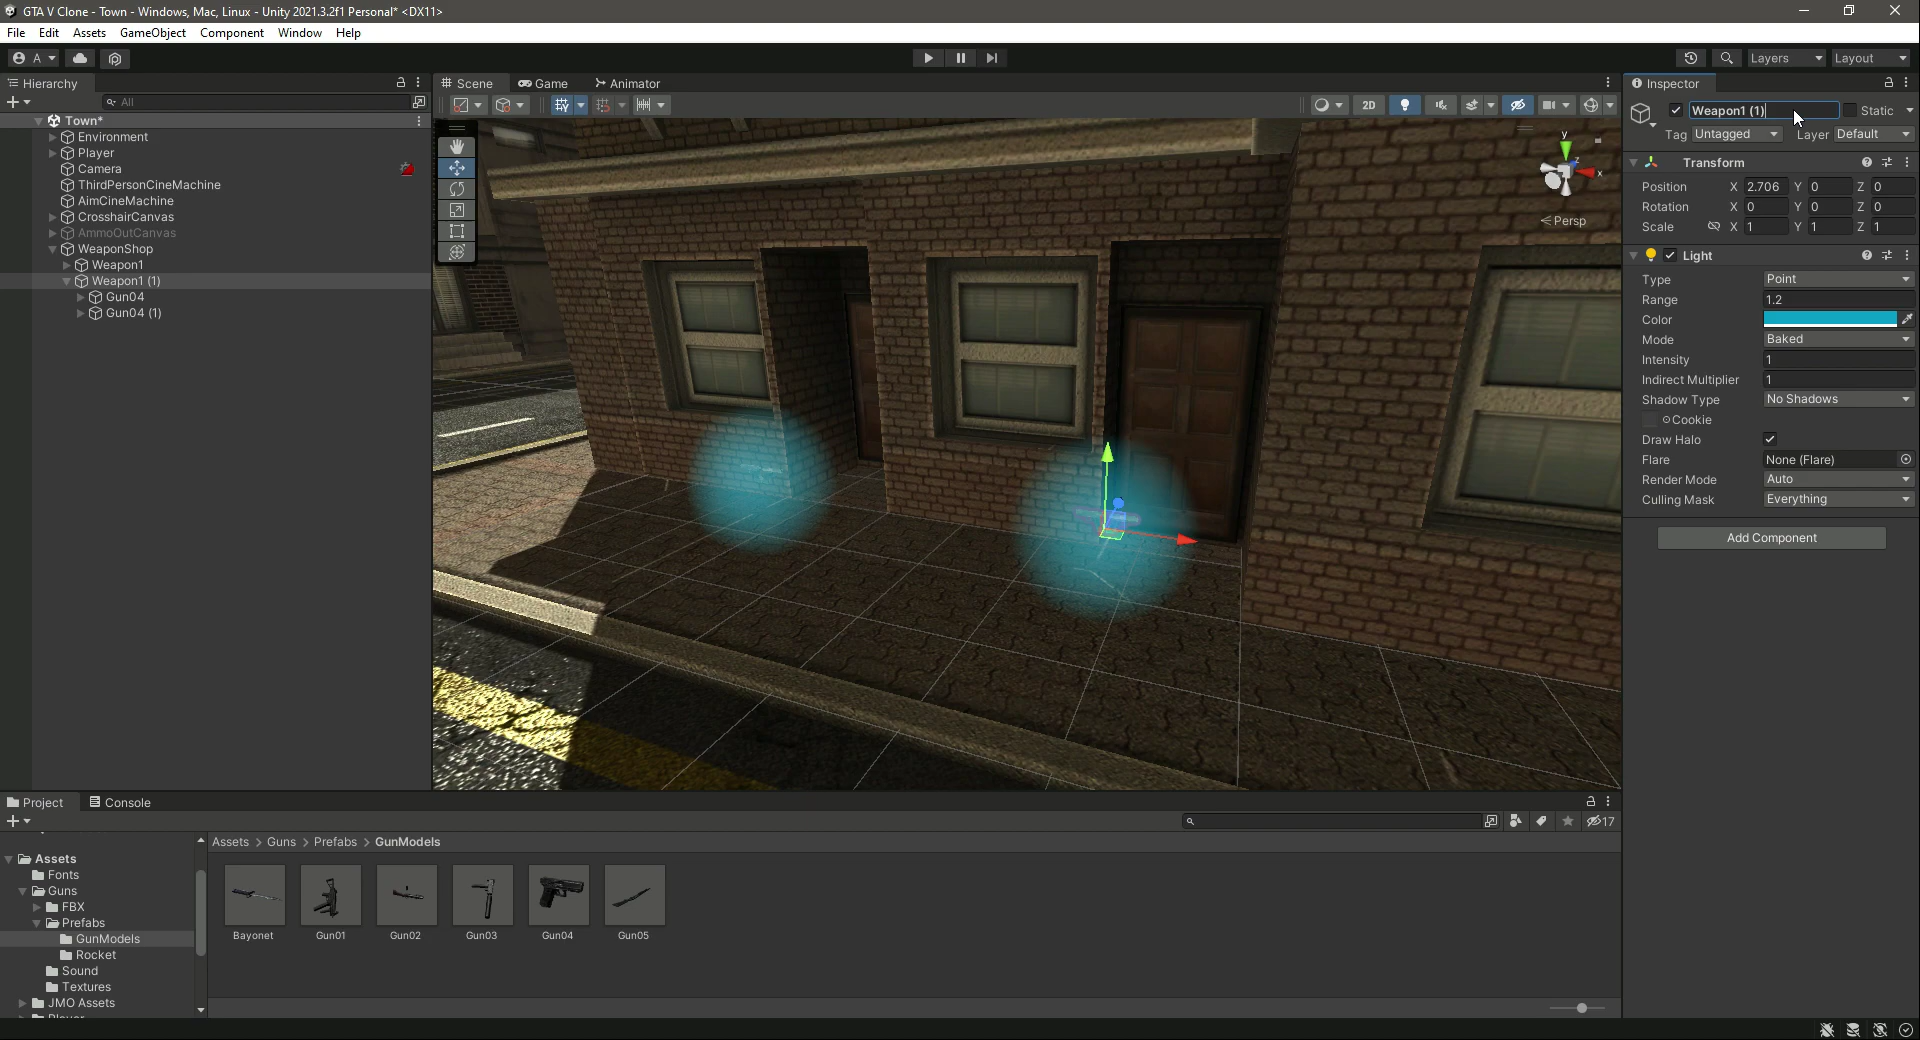 GTA V Clone - Town - Windows, Mac, Linux - Unity 2021.3.2f1 Personal* <DX11>
File Edit Assets GameObject Component Window Help
A Layers Layout
Hierarchy
All
Town*
Environment
Player
Camera
ThirdPersonCineMachine
AimCineMachine
CrosshairCanvas
AmmoOutCanvas
WeaponShop
Weapon1
Weapon1 (1)
Gun04
Gun04 (1)
Scene Game Animator
2D
y
z
x
Persp
Inspector
Weapon1 (1) Static
Tag Untagged Layer Default
Transform
Position X 2.706 Y 0 Z 0
Rotation X 0 Y 0 Z 0
Scale X 1 Y 1 Z 1
Light
Type Point
Range 1.2
Color
Mode Baked
Intensity 1
Indirect Multiplier 1
Shadow Type No Shadows
Cookie
Draw Halo
Flare None (Flare)
Render Mode Auto
Culling Mask Everything
Add Component
Project Console
17
Assets
Fonts
Guns
FBX
Prefabs
GunModels
Rocket
Sound
Textures
JMO Assets
Player
Assets > Guns > Prefabs > GunModels
Bayonet Gun01 Gun02 Gun03 Gun04 Gun05